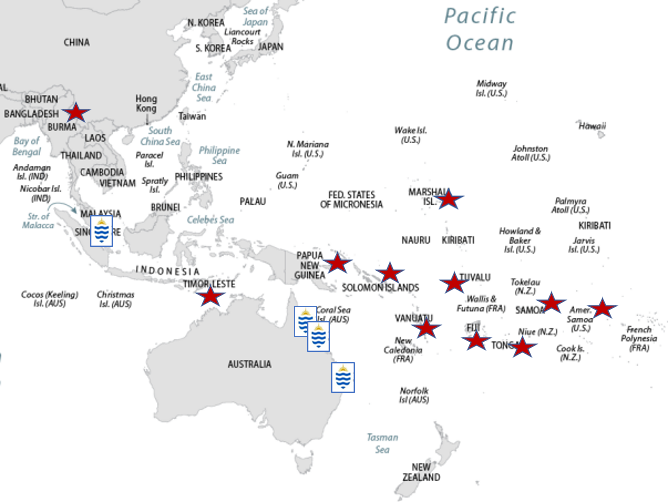 Pacific
Ocean
Sea of
Japan
N. KOREA
Liancourt
Rocks
S. KOREA
JAPAN
CHINA
East
China
Sea
Midway
Isl. (U.S.)
BHUTAN
BANGLADESH
BURMA
Hong
Kong
Taiwan
Hawaii
Wake Isl.
(U.S.)
South
China Sea
LAOS
Bay of
Bengal
THAILAND
Paracel
Isl.
Philippine
Sea
N. Mariana
Isl. (U.S.)
Johnston
Atoll (U.S.)
Andaman
Isl. (IND)
CAMBODIA
VIETNAM
Spratly
Isl.
PHILIPPINES
Guam
(U.S.)
Nicobar Isl.
(IND)
PALAU
FED. STATES
OF MICRONESIA
MARSHAL
ISL.
Palmyra
Atoll (U.S.)
Str. of
Malacca
MALAYSIA
BRUNEI
Celebes Sea
SIN
RE
NAURU
KIRIBATI
Howland &
Baker
Isl. (U.S.)
KIRIBATI
Jarvis
Isl. (U.S.)
INDONESIA
PAPUA
NEW
GUINEA
TIMOR-LESTE
SOLOMON ISLANDS
TUVALU
Tokelau
(N.Z.)
Cocos (Keeling)
Isl. (AUS)
Christmas
Isl. (AUS)
Coral Sea
Isl. (AUS)
Wallis &
Futuna (FRA)
SAMOA
Amer.
Samoa
(U.S.)
VANUATU
FIJI
Niue (N.Z.)
French
Polynesia
(FRA)
New
Caledonia
(FRA)
TONGA
Cook Is.
(N.Z.)
AUSTRALIA
Norfolk
Isl (AUS)
Tasman
Sea
NEW
ZEALAND